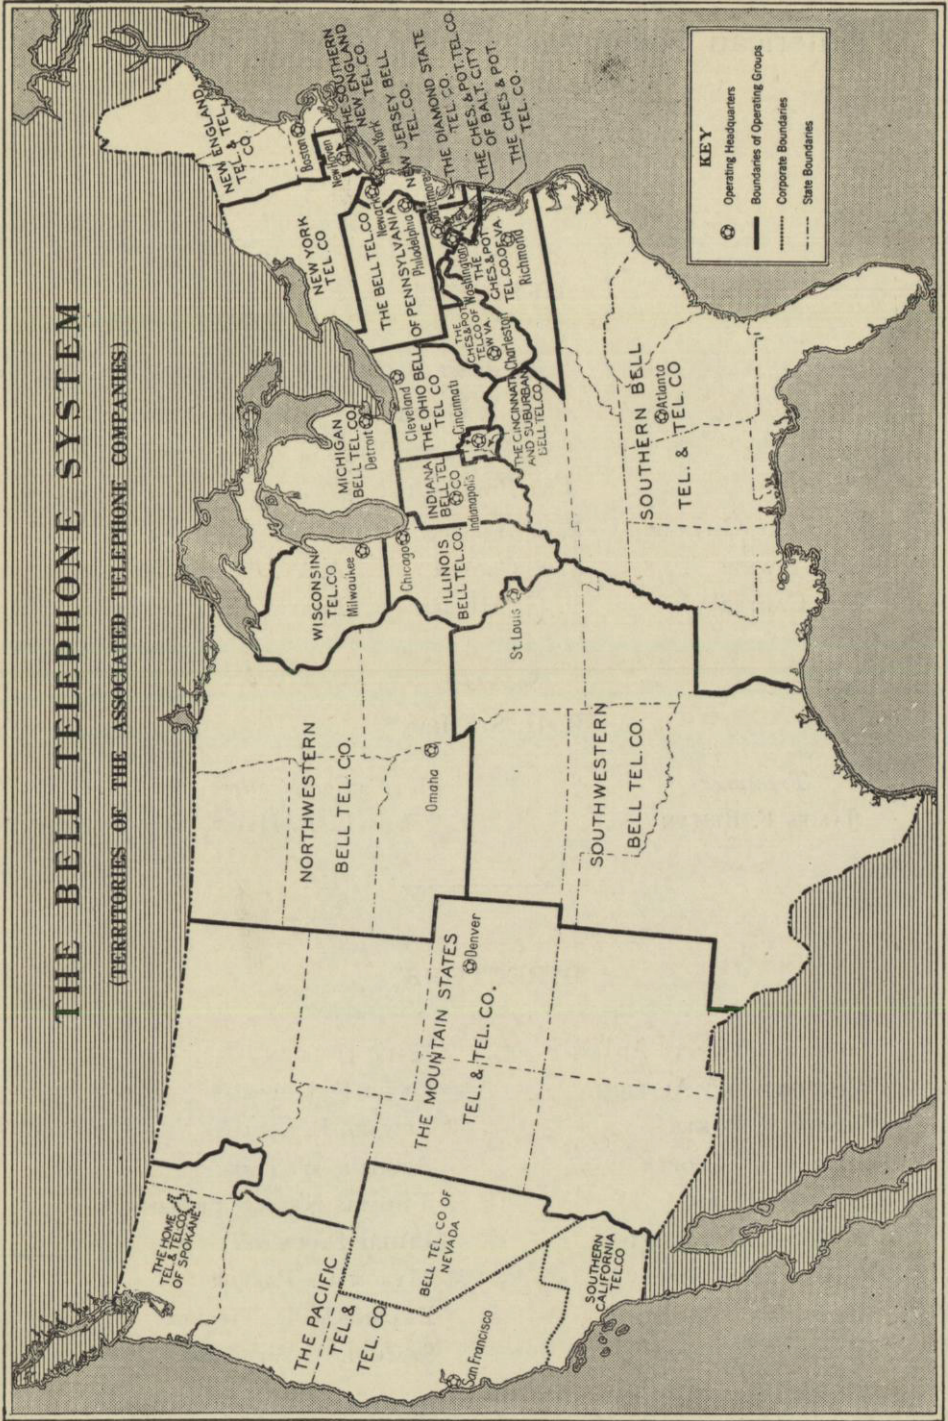 THE BELL TELEPHONE SYSTEM
(TERRITORIES OF THE ASSOCIATED TELEPHONE COMPANIES)
THE HOME
TEL. & TEL.CO.
OF SPOKANE
THE PACIFIC
TEL. &
TEL. CO.
San Francisco
BELL TEL CO OF
NEVADA
SOUTHERN
CALIFORNIA
TEL.CO
THE MOUNTAIN STATES
TEL. & TEL. CO.
Denver
NORTHWESTERN
BELL TEL. CO.
Omaha
SOUTHWESTERN
BELL TEL. CO.
St. Louis
WISCONSIN
TEL.CO
Milwaukee
MICHIGAN
BELL TEL.CO.
Detroit
Chicago
ILLINOIS
BELL TEL.CO.
INDIANA
BELL TEL
CO
Indianapolis
Cleveland
THE OHIO BELL
TEL CO
Cincinnati
THE CINCINNATI
AND SUBURBAN
BELL TEL.CO.
SOUTHERN BELL
TEL. & TEL. CO
Atlanta
NEW YORK
TEL CO
THE BELL TEL.CO
OF PENNSYLVANIA
Philadelphia
THE
CHES.& POT.
TEL.CO OF
W VA.
Charleston
THE
CHES.& POT.
TEL.CO.OF VA
Richmond
Washington
Baltimore
Newark
New York
NEW ENGLAND
TEL & TEL
CO
Boston
New Haven
THE SOUTHERN
NEW ENGLAND
TEL. CO.
NEW JERSEY BELL
TEL. CO.
THE DIAMOND STATE
TEL. CO.
THE CHES. & POT. TEL.CO.
OF BALT. CITY
THE CHES & POT.
TEL. CO.
KEY
Operating Headquarters
Boundaries of Operating Groups
Corporate Boundaries
State Boundaries